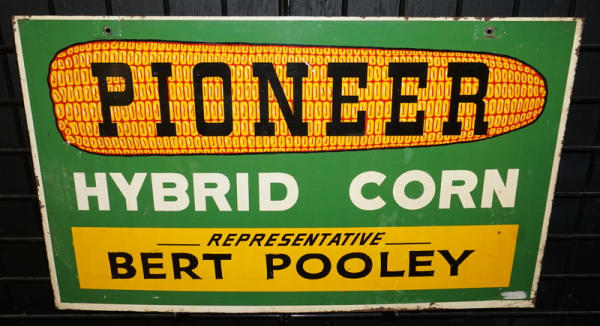 PIONEER
HYBRID CORN
REPRESENTATIVE
BERT POOLEY